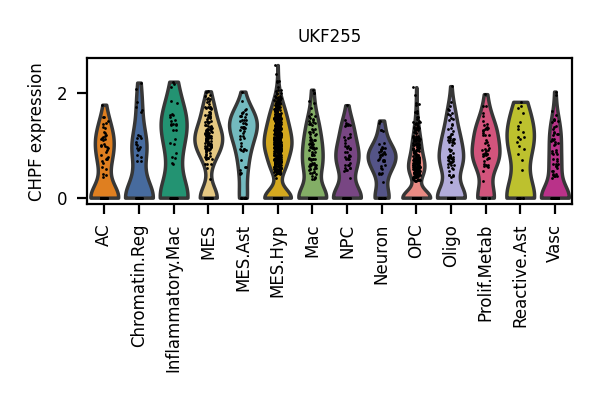 UKF255
CHPF expression
2
0
AC
Chromatin.Reg
Inflammatory.Mac
MES
MES.Ast
MES.Hyp
Mac
NPC
Neuron
OPC
Oligo
Prolif.Metab
Reactive.Ast
Vasc